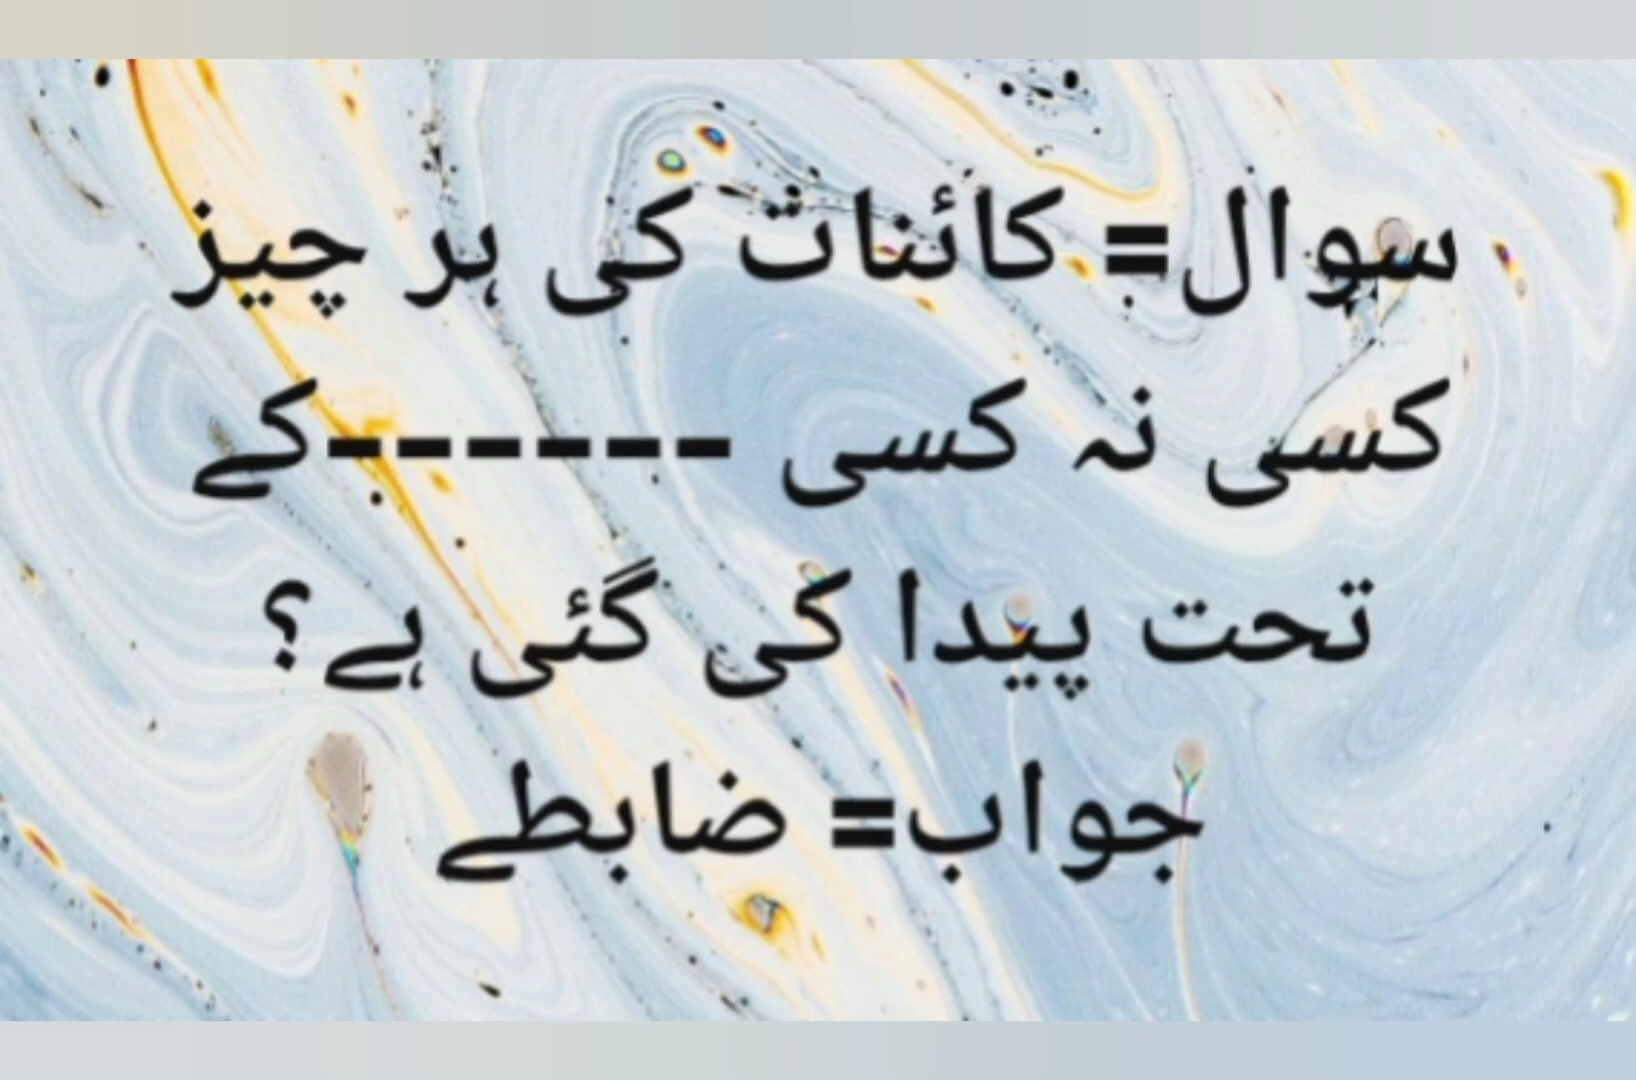 سوال= کائنات کی ہر چیز
کسی نہ کسی ------کے
تحت پیدا کی گئی ہے؟
جواب= ضابطے